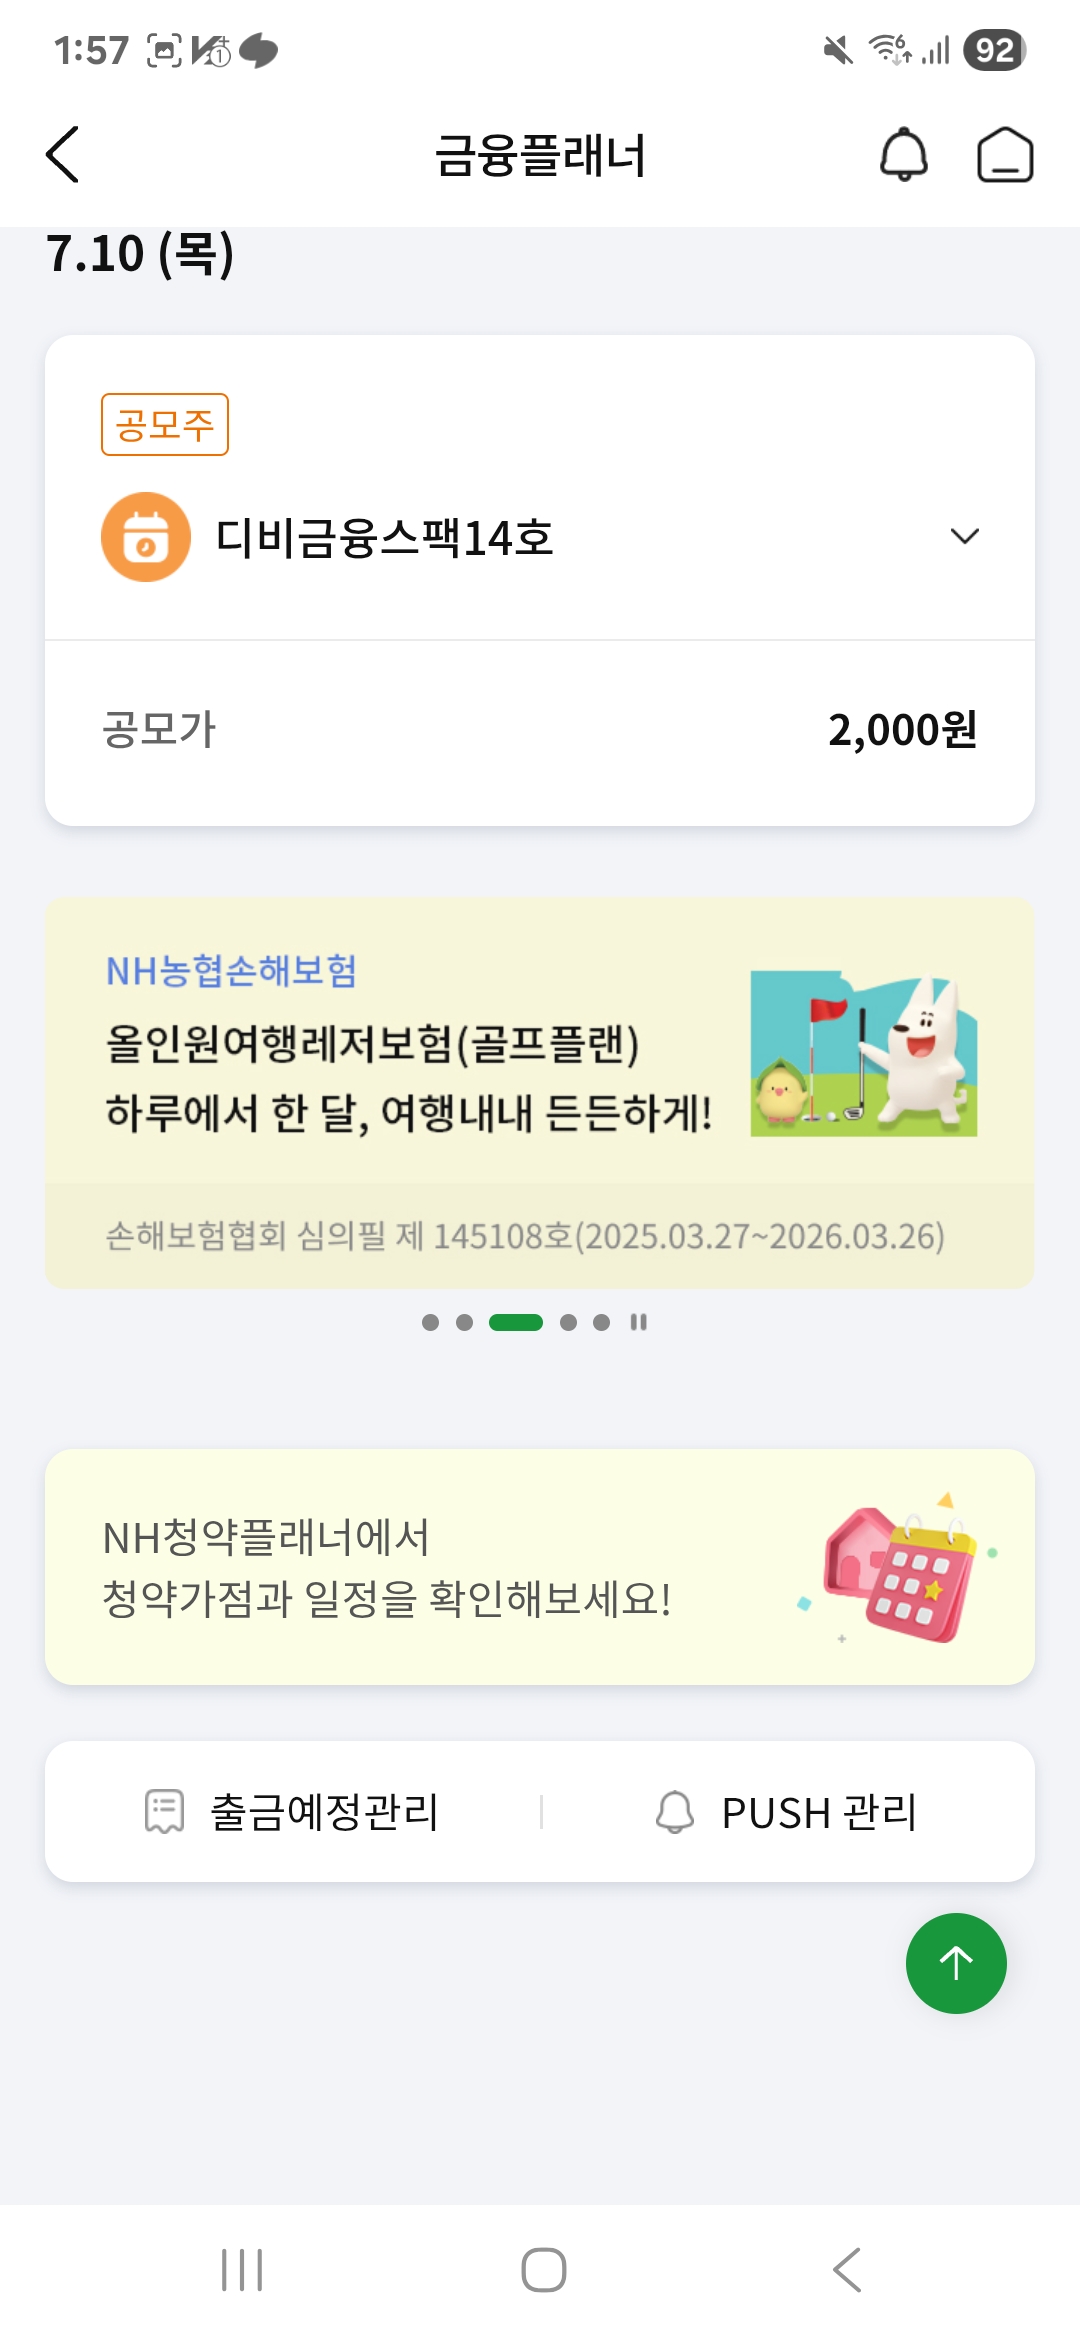 1:57
92
금융플래너
7.10 (목)
공모주
디비금융스팩14호
공모가 2,000원
NH농협손해보험
올인원여행레저보험(골프플랜)
하루에서 한 달, 여행내내 든든하게!
손해보험협회 심의필 제 145108호(2025.03.27~2026.03.26)
NH청약플래너에서
청약가점과 일정을 확인해보세요!
출금예정관리
PUSH 관리